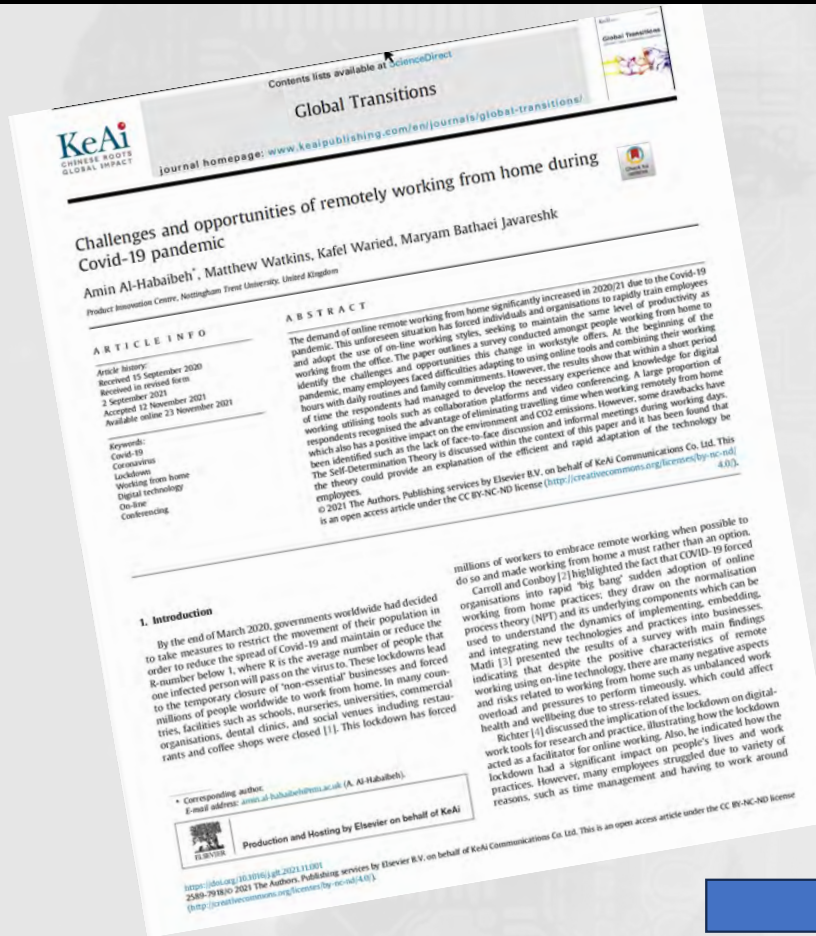 Contents lists available at ScienceDirect
Global Transitions
journal homepage: www.keaipublishing.com/en/journals/global-transitions/
KeAi
CHINESE ROOTS
GLOBAL IMPACT
Global Transitions
Check for
updates
Challenges and opportunities of remotely working from home during
Covid-19 pandemic
Amin Al-Habaibeh*, Matthew Watkins, Kafel Waried, Maryam Bathaei Javareshk
Product Innovation Centre, Nottingham Trent University, United Kingdom
ARTICLE INFO
Article history:
Received 15 September 2020
Received in revised form
2 September 2021
Accepted 12 November 2021
Available online 23 November 2021
Keywords:
Covid-19
Coronavirus
Lockdown
Working from home
Digital technology
On-line
Conferencing
ABSTRACT
The demand of online remote working from home significantly increased in 2020/21 due to the Covid-19
pandemic. This unforeseen situation has forced individuals and organisations to rapidly train employees
and adopt the use of on-line working styles, seeking to maintain the same level of productivity as
working from the office. The paper outlines a survey conducted amongst people working from home to
identify the challenges and opportunities this change in workstyle offers. At the beginning of the
pandemic, many employees faced difficulties adapting to using online tools and combining their working
hours with daily routines and family commitments. However, the results show that within a short period
of time the respondents had managed to develop the necessary experience and knowledge for digital
working utilising tools such as collaboration platforms and video conferencing. A large proportion of
respondents recognised the advantage of eliminating travelling time when working remotely from home
which also has a positive impact on the environment and CO2 emissions. However, some drawbacks have
been identified such as the lack of face-to-face discussion and informal meetings during working days.
The Self-Determination Theory is discussed within the context of this paper and it has been found that
the theory could provide an explanation of the efficient and rapid adaptation of the technology be
employees.
© 2021 The Authors. Publishing services by Elsevier B.V. on behalf of KeAi Communications Co. Ltd. This
is an open access article under the CC BY-NC-ND license (http://creativecommons.org/licenses/by-nc-nd/
4.0/).
1. Introduction
By the end of March 2020, governments worldwide had decided
to take measures to restrict the movement of their population in
order to reduce the spread of Covid-19 and maintain or reduce the
R-number below 1, where R is the average number of people that
one infected person will pass on the virus to. These lockdowns lead
to the temporary closure of "non-essential" businesses and forced
millions of people worldwide to work from home. In many coun-
tries, facilities such as schools, nurseries, universities, commercial
organisations, dental clinics, and social venues including restau-
rants and coffee shops were closed [1]. This lockdown has forced
millions of workers to embrace remote working when possible to
do so and made working from home a must rather than an option.
Carroll and Conboy [2] highlighted the fact that COVID-19 forced
organisations into rapid 'big bang' sudden adoption of online
working from home practices; they draw on the normalisation
process theory (NPT) and its underlying components which can be
used to understand the dynamics of implementing, embedding,
and integrating new technologies and practices into businesses.
Matli [3] presented the results of a survey with main findings
indicating that despite the positive characteristics of remote
working using on-line technology, there are many negative aspects
and risks related to working from home such as unbalanced work
overload and pressures to perform timeously, which could affect
health and wellbeing due to stress-related issues.
Richter [4] discussed the implication of the lockdown on digital-
work tools for research and practice, illustrating how the lockdown
acted as a facilitator for online working. Also, he indicated how the
lockdown had a significant impact on people's lives and work
practices. However, many employees struggled due to variety of
reasons, such as time management and having to work around
* Corresponding author.
E-mail address: amin.al-habaibeh@ntu.ac.uk (A. Al-Habaibeh).
ELSEVIER
Production and Hosting by Elsevier on behalf of KeAi
https://doi.org/10.1016/j.glt.2021.11.001
2589-7918/© 2021 The Authors. Publishing services by Elsevier B.V. on behalf of KeAi Communications Co. Ltd. This is an open access article under the CC BY-NC-ND license
(http://creativecommons.org/licenses/by-nc-nd/4.0/).